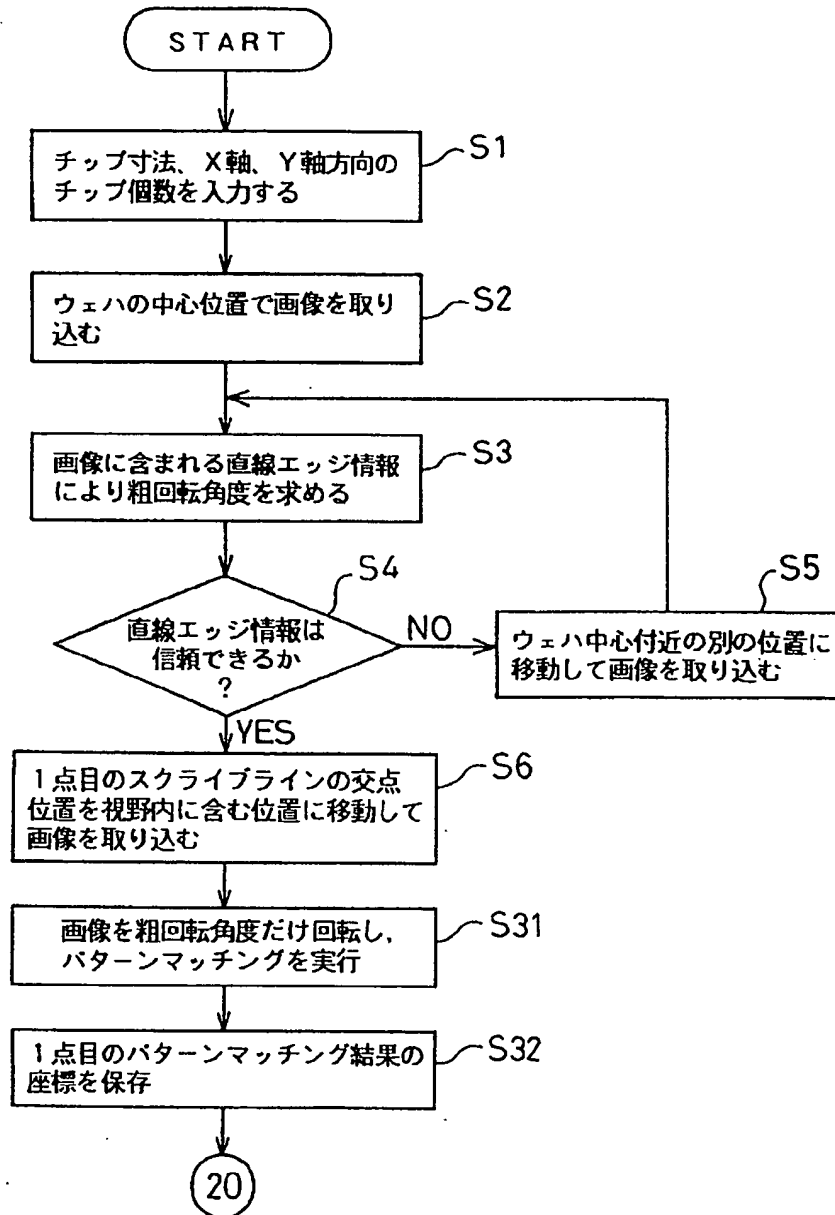 START
チップ寸法、X軸、Y軸方向の
チップ個数を入力する
S1
ウェハの中心位置で画像を取り
込む
S2
画像に含まれる直線エッジ情報
により粗回転角度を求める
S3
直線エッジ情報は
信頼できるか
?
S4
NO
ウェハ中心付近の別の位置に
移動して画像を取り込む
S5
YES
1点目のスクライブラインの交点
位置を視野内に含む位置に移動して
画像を取り込む
S6
画像を粗回転角度だけ回転し,
パターンマッチングを実行
S31
1点目のパターンマッチング結果の
座標を保存
S32
20